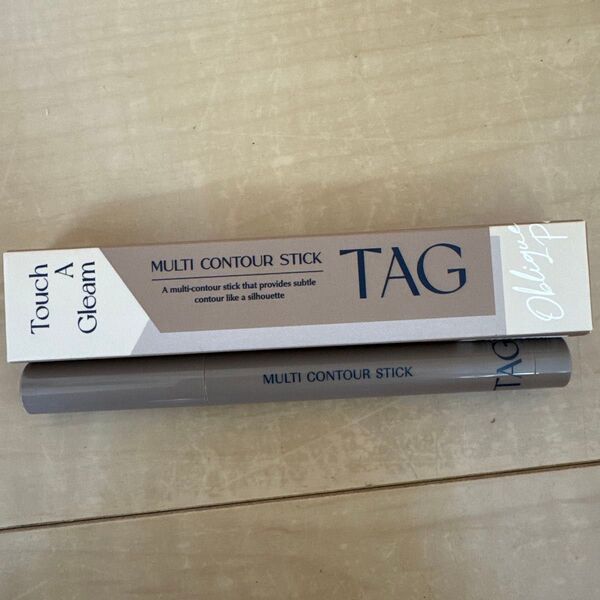 Touch
A
Gleam
MULTI CONTOUR STICK
A multi-contour stick that provides subtle
contour like a silhouette
TAG
Oblique
MULTI CONTOUR STICK
TAG